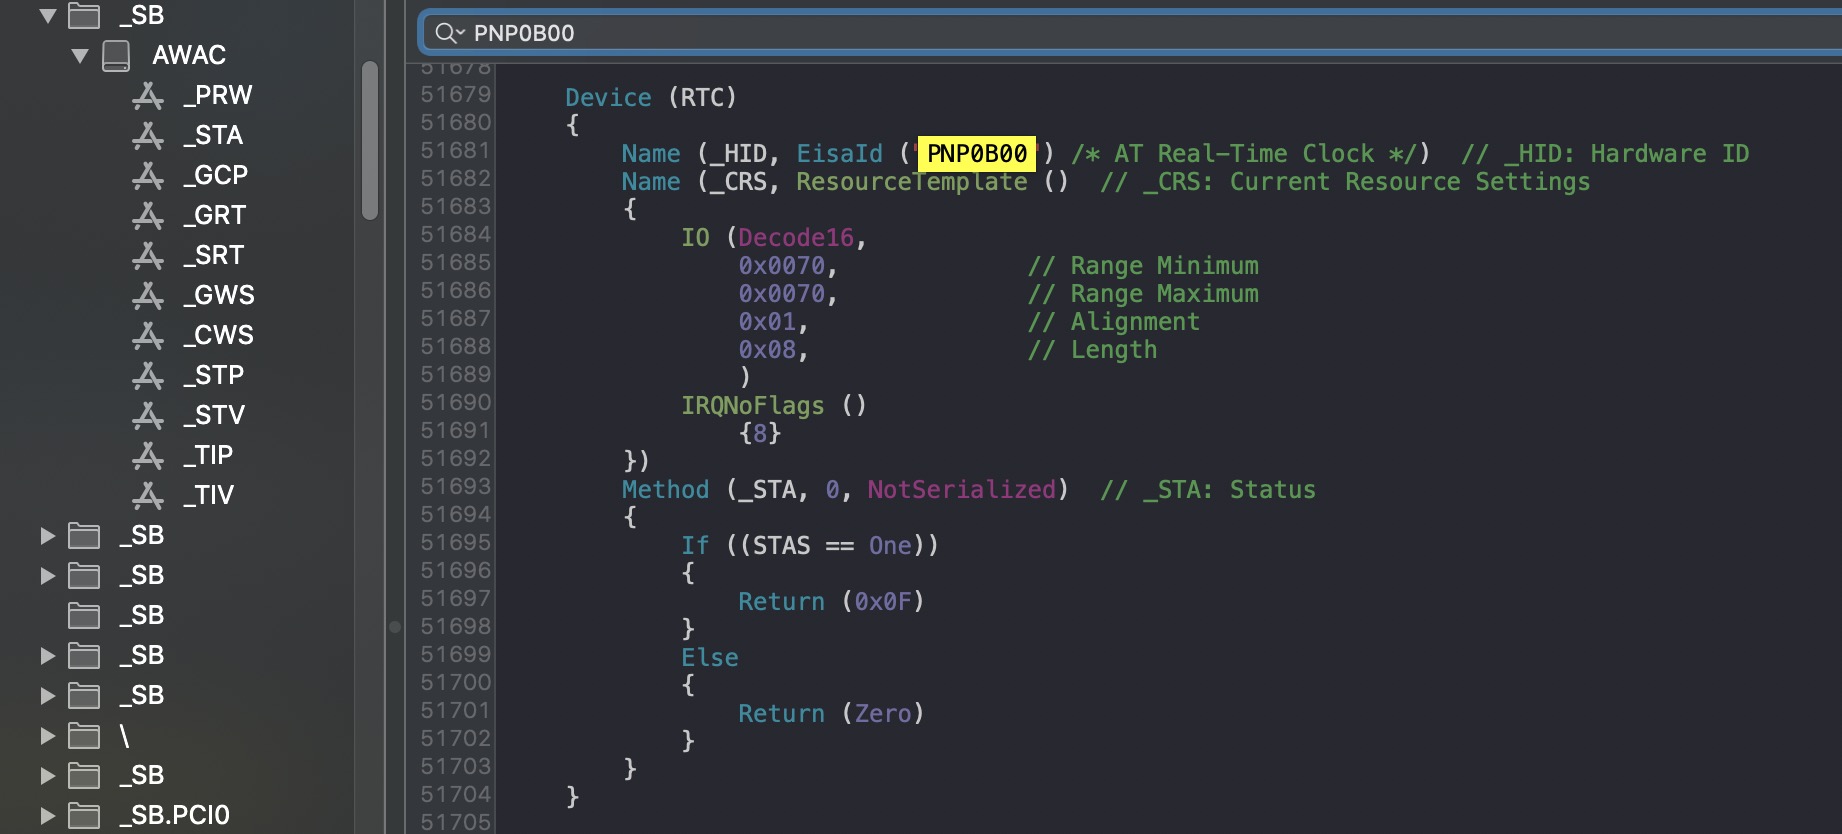 _SB
AWAC
_PRW
_STA
_GCP
_GRT
_SRT
_GWS
_CWS
_STP
_STV
_TIP
_TIV
_SB
_SB
_SB
_SB
_SB
\
_SB
_SB.PCI0
PNP0B00
51678
51679 Device (RTC)
51680 {
51681 Name (_HID, EisaId ("PNP0B00") /* AT Real-Time Clock */) // _HID: Hardware ID
51682 Name (_CRS, ResourceTemplate () // _CRS: Current Resource Settings
51683 {
51684 IO (Decode16,
51685 0x0070, // Range Minimum
51686 0x0070, // Range Maximum
51687 0x01, // Alignment
51688 0x08, // Length
51689 )
51690 IRQNoFlags ()
51691 {8}
51692 })
51693 Method (_STA, 0, NotSerialized) // _STA: Status
51694 {
51695 If ((STAS == One))
51696 {
51697 Return (0x0F)
51698 }
51699 Else
51700 {
51701 Return (Zero)
51702 }
51703 }
51704 }
51705